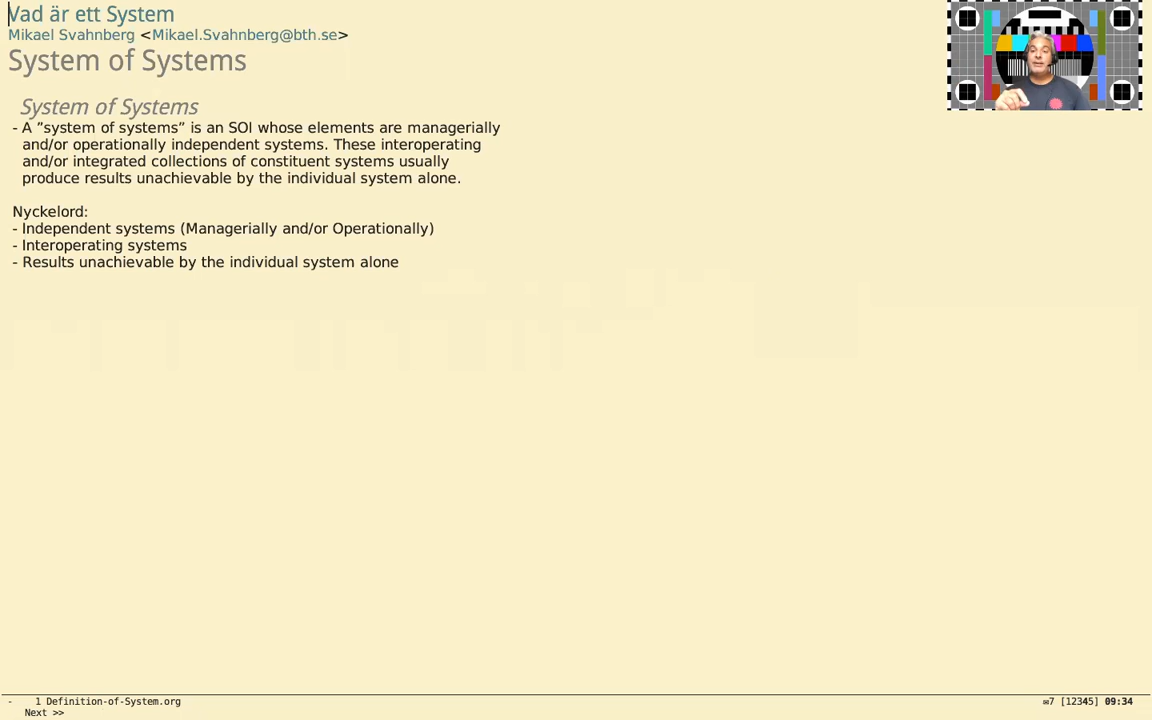 Vad är ett System
Mikael Svahnberg <Mikael.Svahnberg@bth.se>
System of Systems
System of Systems
- A ”system of systems” is an SOI whose elements are managerially
and/or operationally independent systems. These interoperating
and/or integrated collections of constituent systems usually
produce results unachievable by the individual system alone.
Nyckelord:
- Independent systems (Managerially and/or Operationally)
- Interoperating systems
- Results unachievable by the individual system alone
- 1 Definition-of-System.org ✉7 [12345] 09:34
Next >>